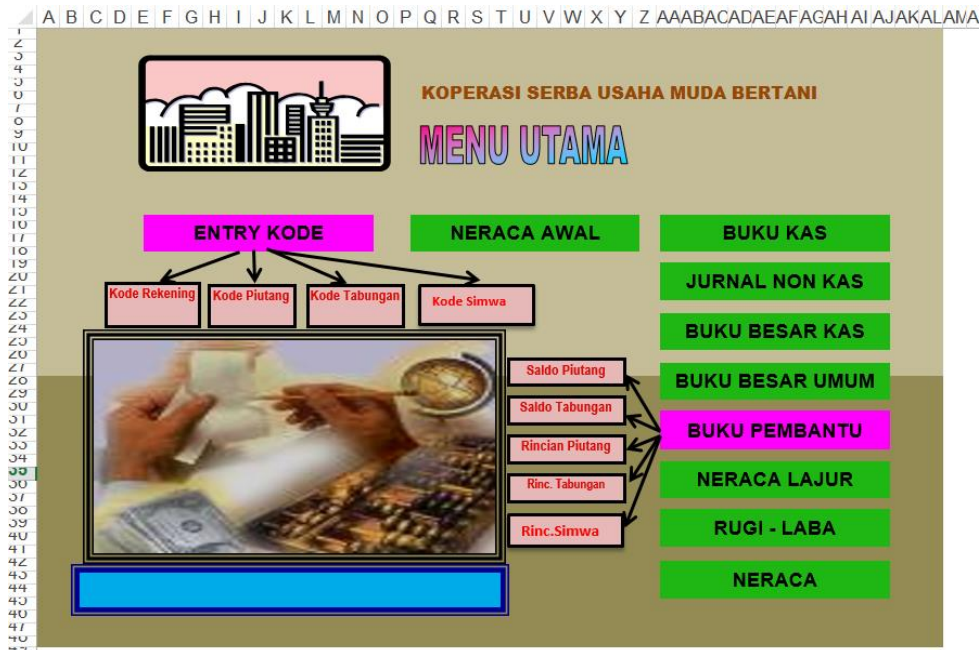 A B C D E F G H I J K L M N O P Q R S T U V W X Y Z AA AB AC AD AE AF AG AH AI AJ AK AL AM A
KOPERASI SERBA USAHA MUDA BERTANI
MENU UTAMA
ENTRY KODE
NERACA AWAL
BUKU KAS
Kode Rekening
Kode Piutang
Kode Tabungan
Kode Simwa
JURNAL NON KAS
BUKU BESAR KAS
BUKU BESAR UMUM
BUKU PEMBANTU
NERACA LAJUR
RUGI - LABA
NERACA
Saldo Piutang
Saldo Tabungan
Rincian Piutang
Rinc. Tabungan
Rinc.Simwa